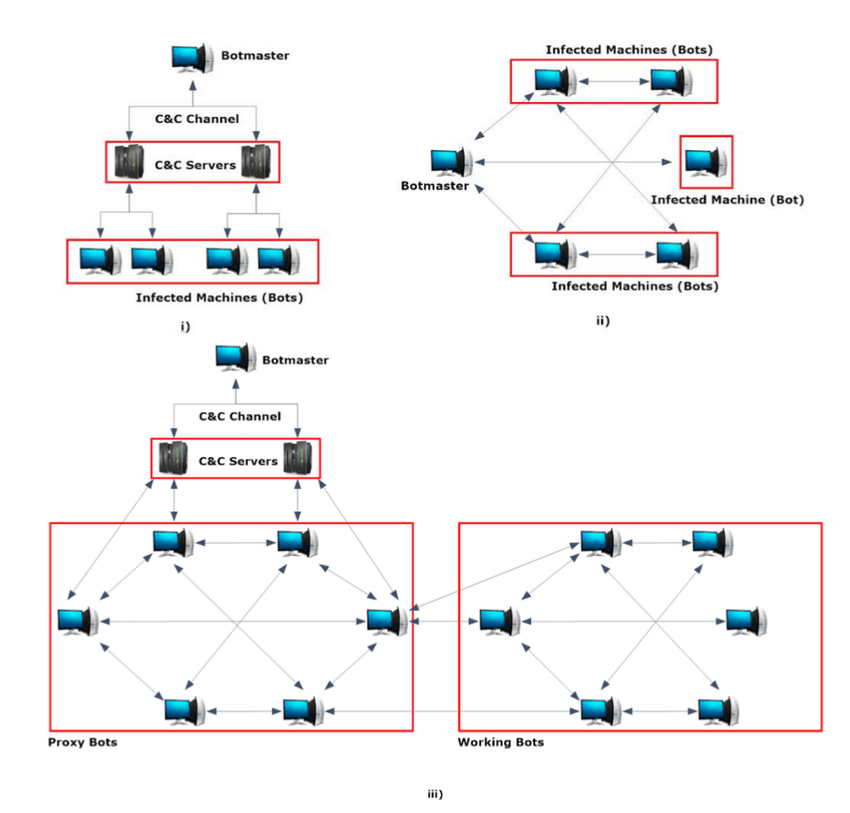 Botmaster
C&C Channel
C&C Servers
Infected Machines (Bots)
i)
Infected Machines (Bots)
Botmaster
Infected Machine (Bot)
Infected Machines (Bots)
ii)
Botmaster
C&C Channel
C&C Servers
Proxy Bots
Working Bots
iii)